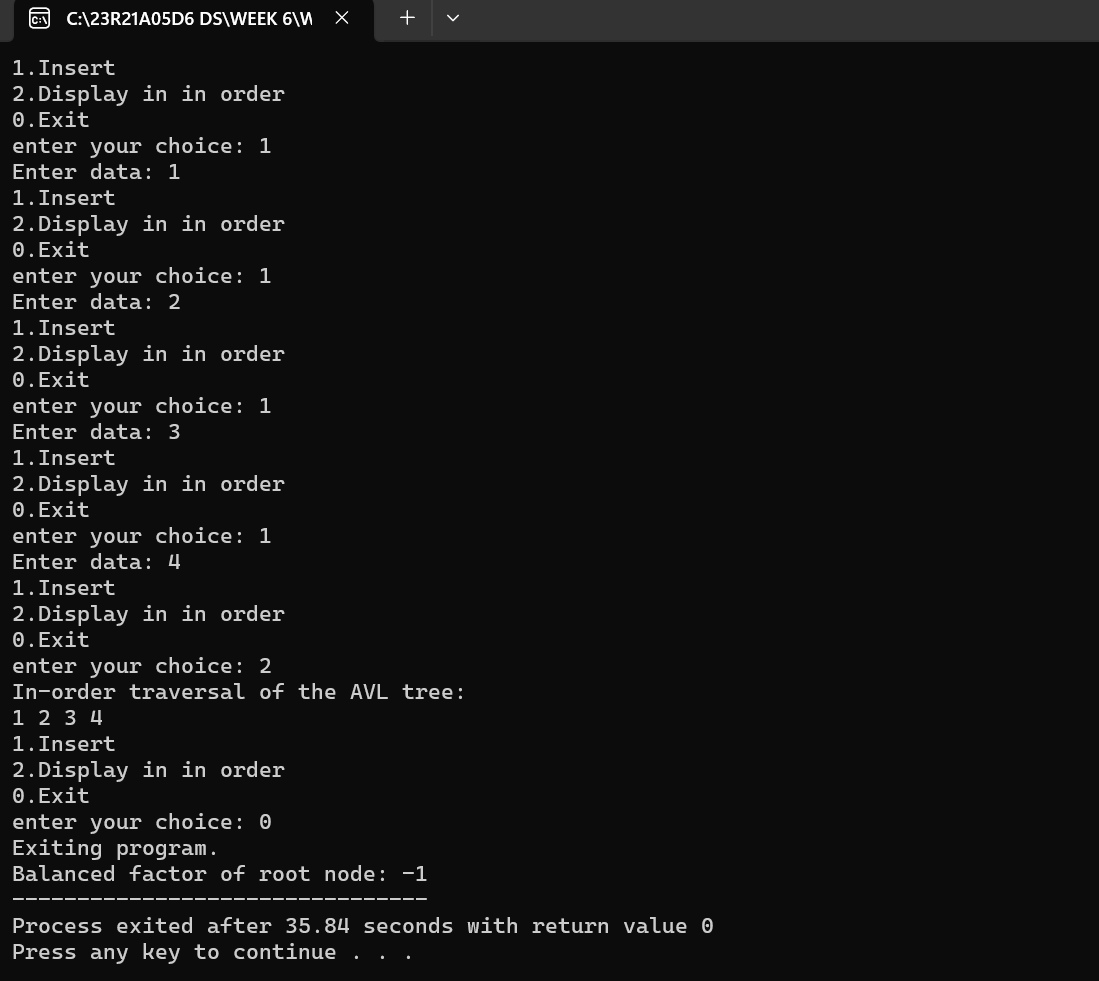 C:\23R21A05D6 DS\WEEK 6\W
1.Insert
2.Display in in order
0.Exit
enter your choice: 1
Enter data: 1
1.Insert
2.Display in in order
0.Exit
enter your choice: 1
Enter data: 2
1.Insert
2.Display in in order
0.Exit
enter your choice: 1
Enter data: 3
1.Insert
2.Display in in order
0.Exit
enter your choice: 1
Enter data: 4
1.Insert
2.Display in in order
0.Exit
enter your choice: 2
In-order traversal of the AVL tree:
1 2 3 4
1.Insert
2.Display in in order
0.Exit
enter your choice: 0
Exiting program.
Balanced factor of root node: -1
--------------------------------
Process exited after 35.84 seconds with return value 0
Press any key to continue . . .